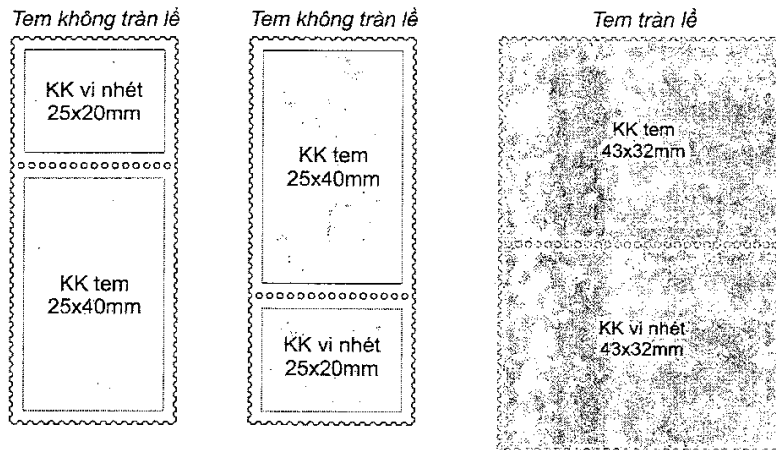 Tem không tràn lề
KK vi nhét
25x20mm
KK tem
25x40mm
Tem không tràn lề
KK tem
25x40mm
KK vi nhét
25x20mm
Tem tràn lề
KK tem
43x32mm
KK vi nhét
43x32mm